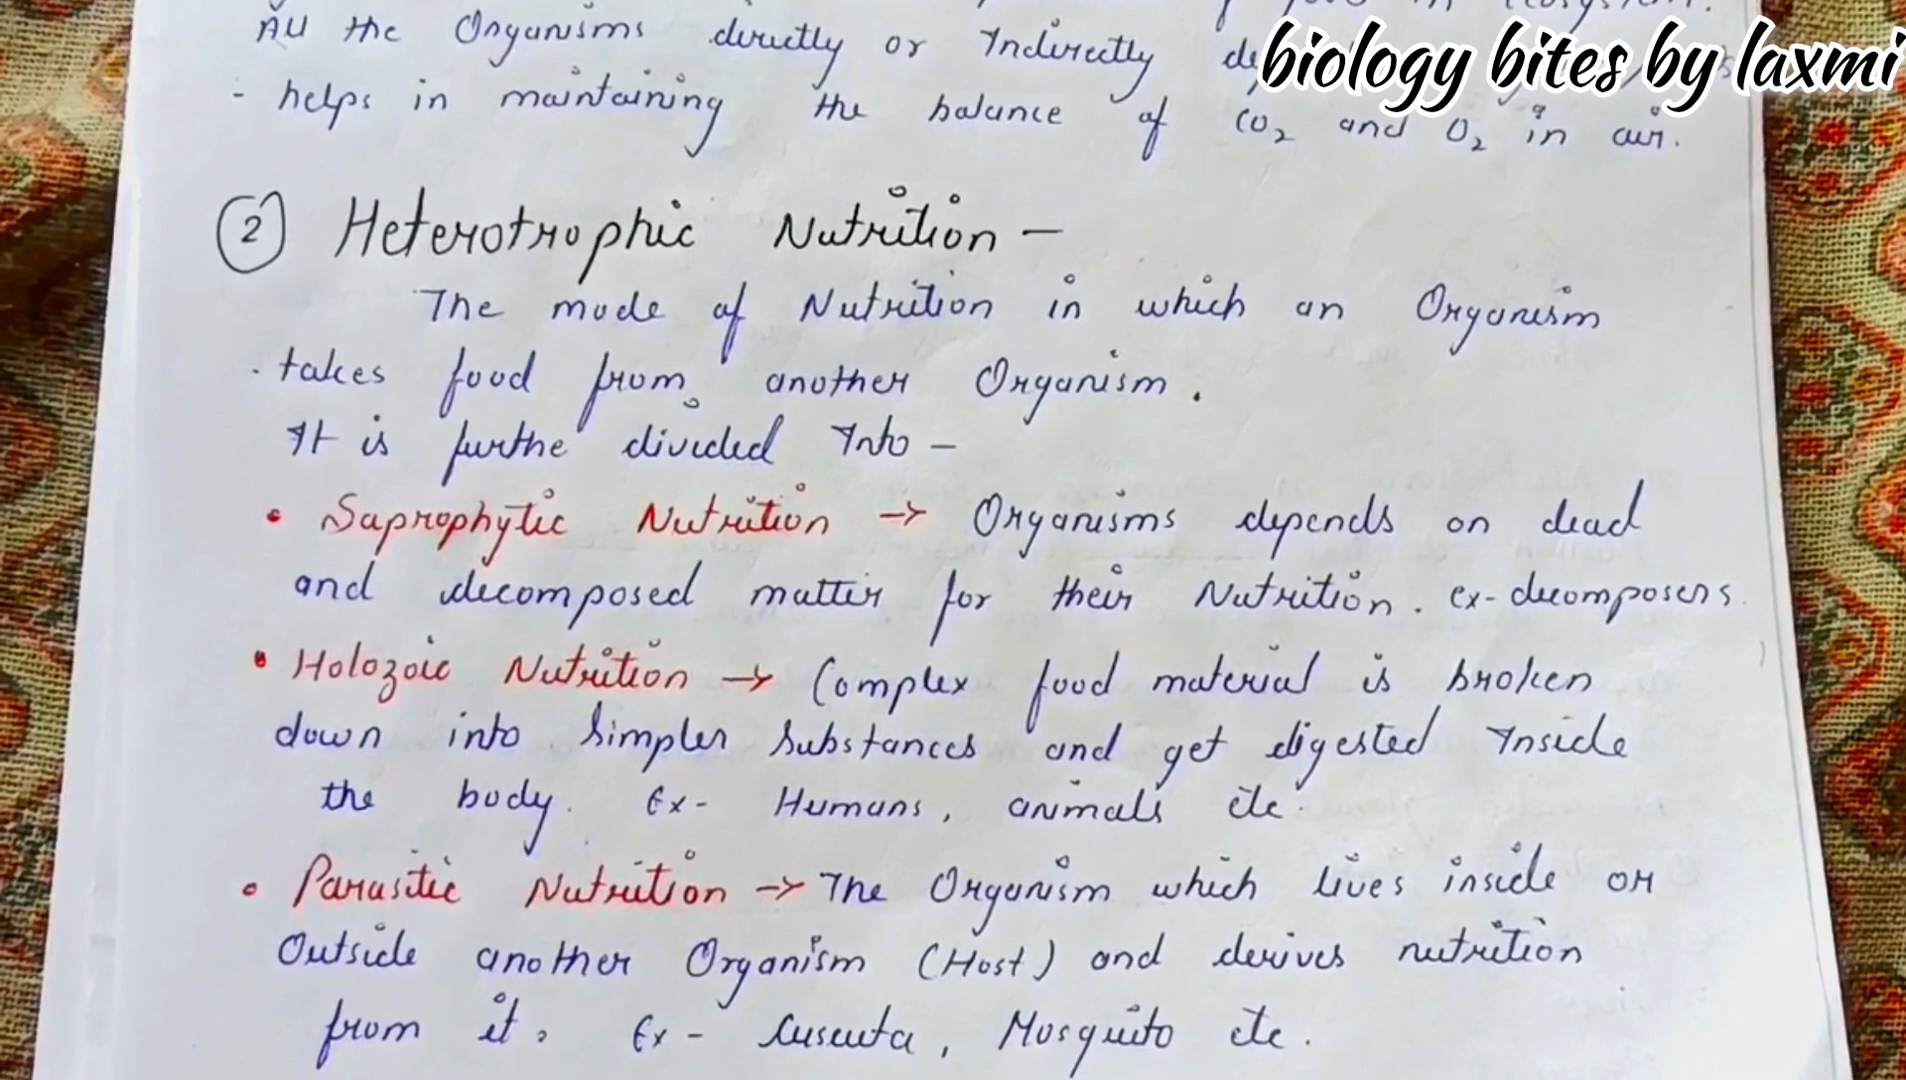 All the Organisms directly or Indirectly
biology bites by laxmi
- helps in maintaining the balance of CO2 and O2 in air.
2 Heterotrophic Nutrition -
The mode of Nutrition in which an Organism
takes food from another Organism.
It is furthe divided Into -
• Saprophytic Nutrition -> Organisms depends on dead
and decomposed matter for their Nutrition. Ex- decomposers
• Holozoic Nutrition -> Complex food material is broken
down into Simpler Substances and get digested Inside
the body. Ex- Humans, animals etc.
• Parasitic Nutrition -> The Organism which lives inside or
Outside another Organism (Host) and derives nutrition
from it. Ex - Cuscuta, Mosquito etc.